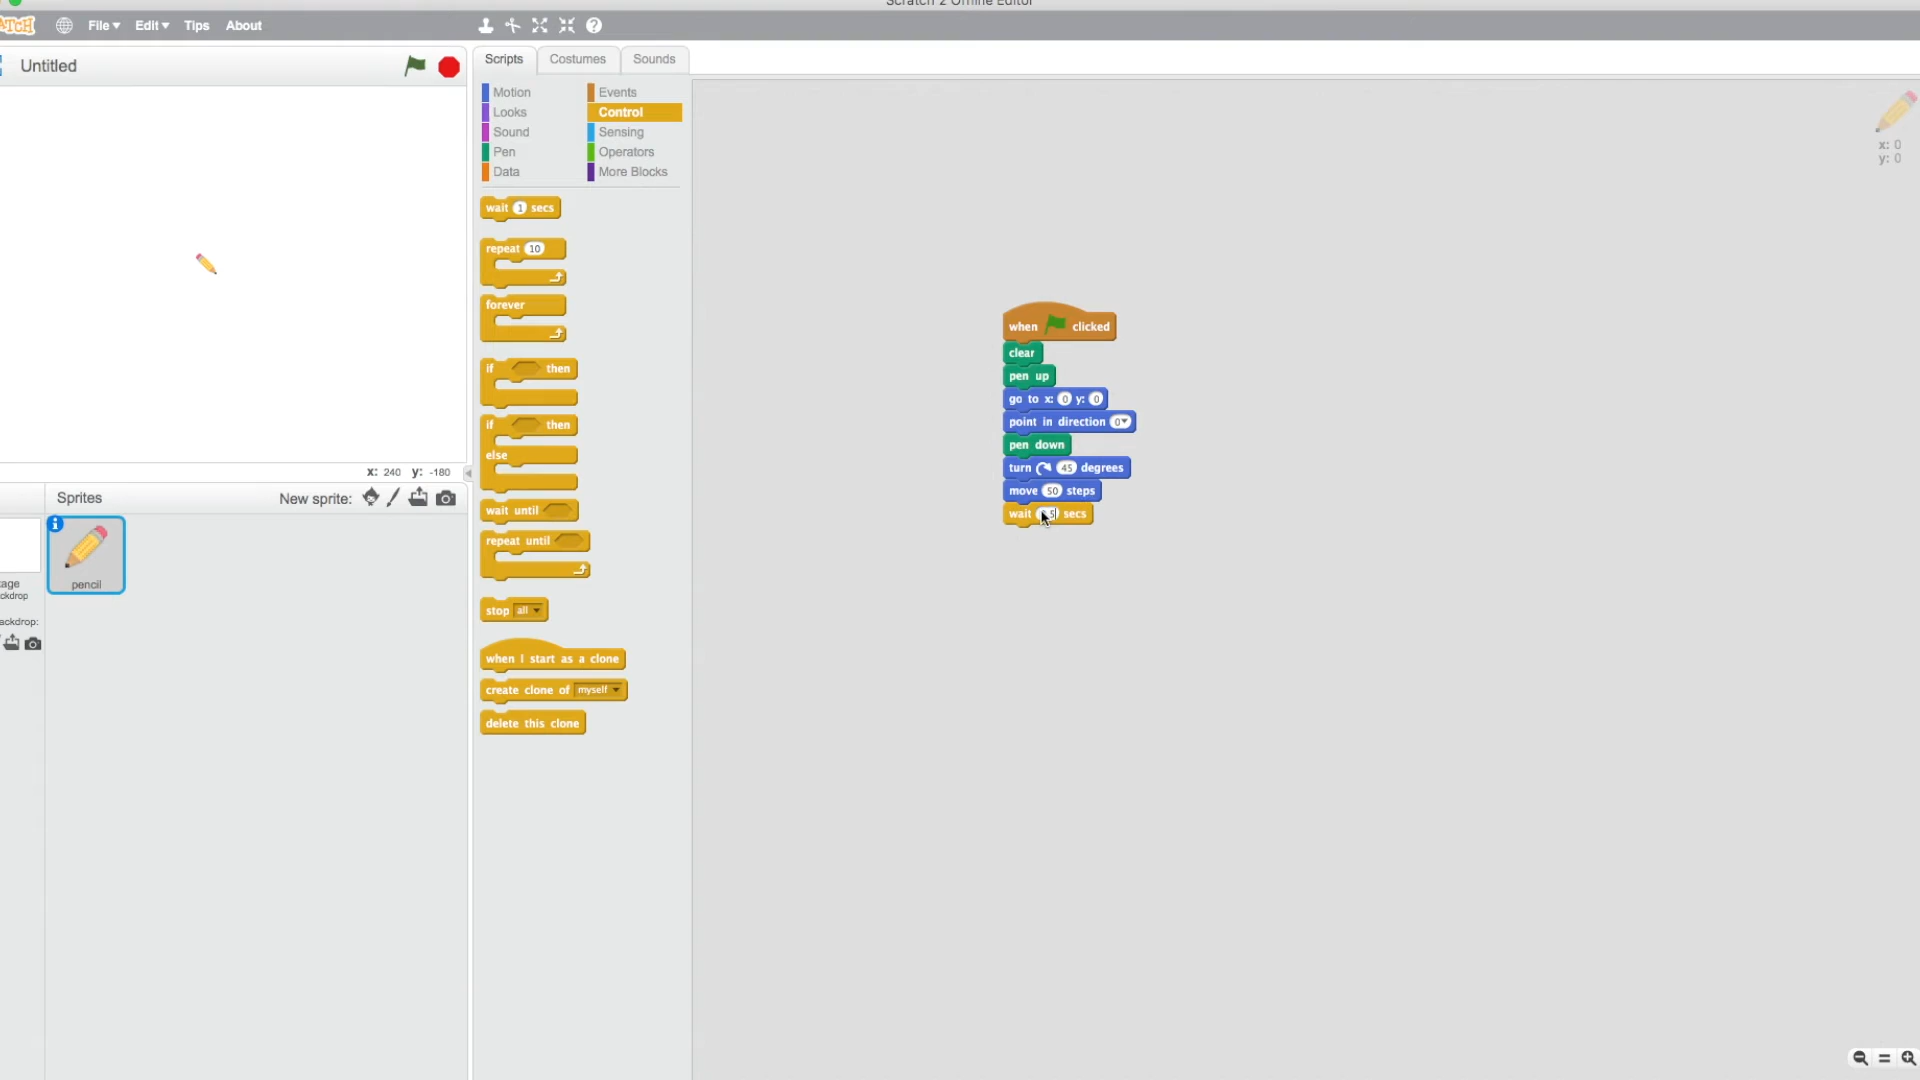 Scratch 2 Offline Editor
File Edit Tips About
Untitled
Scripts Costumes Sounds
Motion Events
Looks Control
Sound Sensing
Pen Operators
Data More Blocks
x: 0
y: 0
wait 1 secs
repeat 10
forever
if then
if then
else
wait until
repeat until
stop all
when I start as a clone
create clone of myself
delete this clone
when clicked
clear
pen up
go to x: 0 y: 0
point in direction 0
pen down
turn 45 degrees
move 50 steps
wait secs
x: 240 y: -180
Sprites New sprite:
pencil